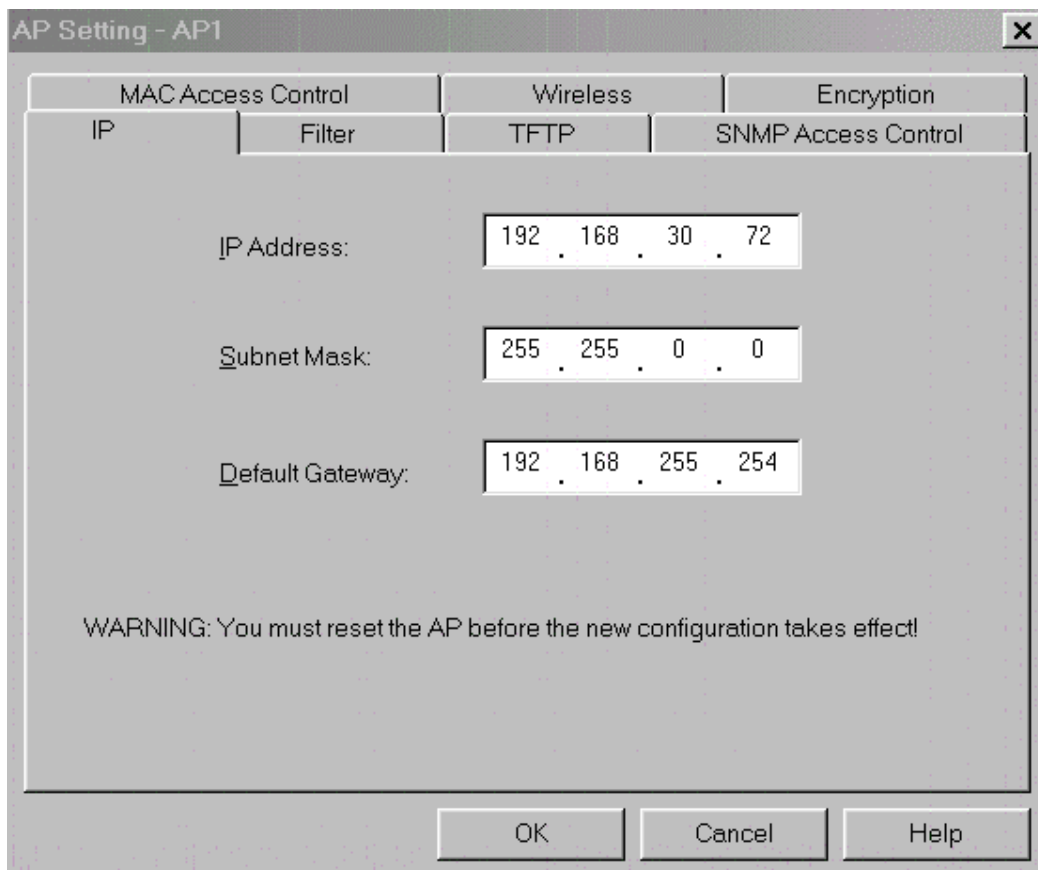 AP Setting - AP1
MAC Access Control Wireless Encryption
IP Filter TFTP SNMP Access Control
IP Address: 192 . 168 . 30 . 72
Subnet Mask: 255 . 255 . 0 . 0
Default Gateway: 192 . 168 . 255 . 254
WARNING: You must reset the AP before the new configuration takes effect!
OK Cancel Help